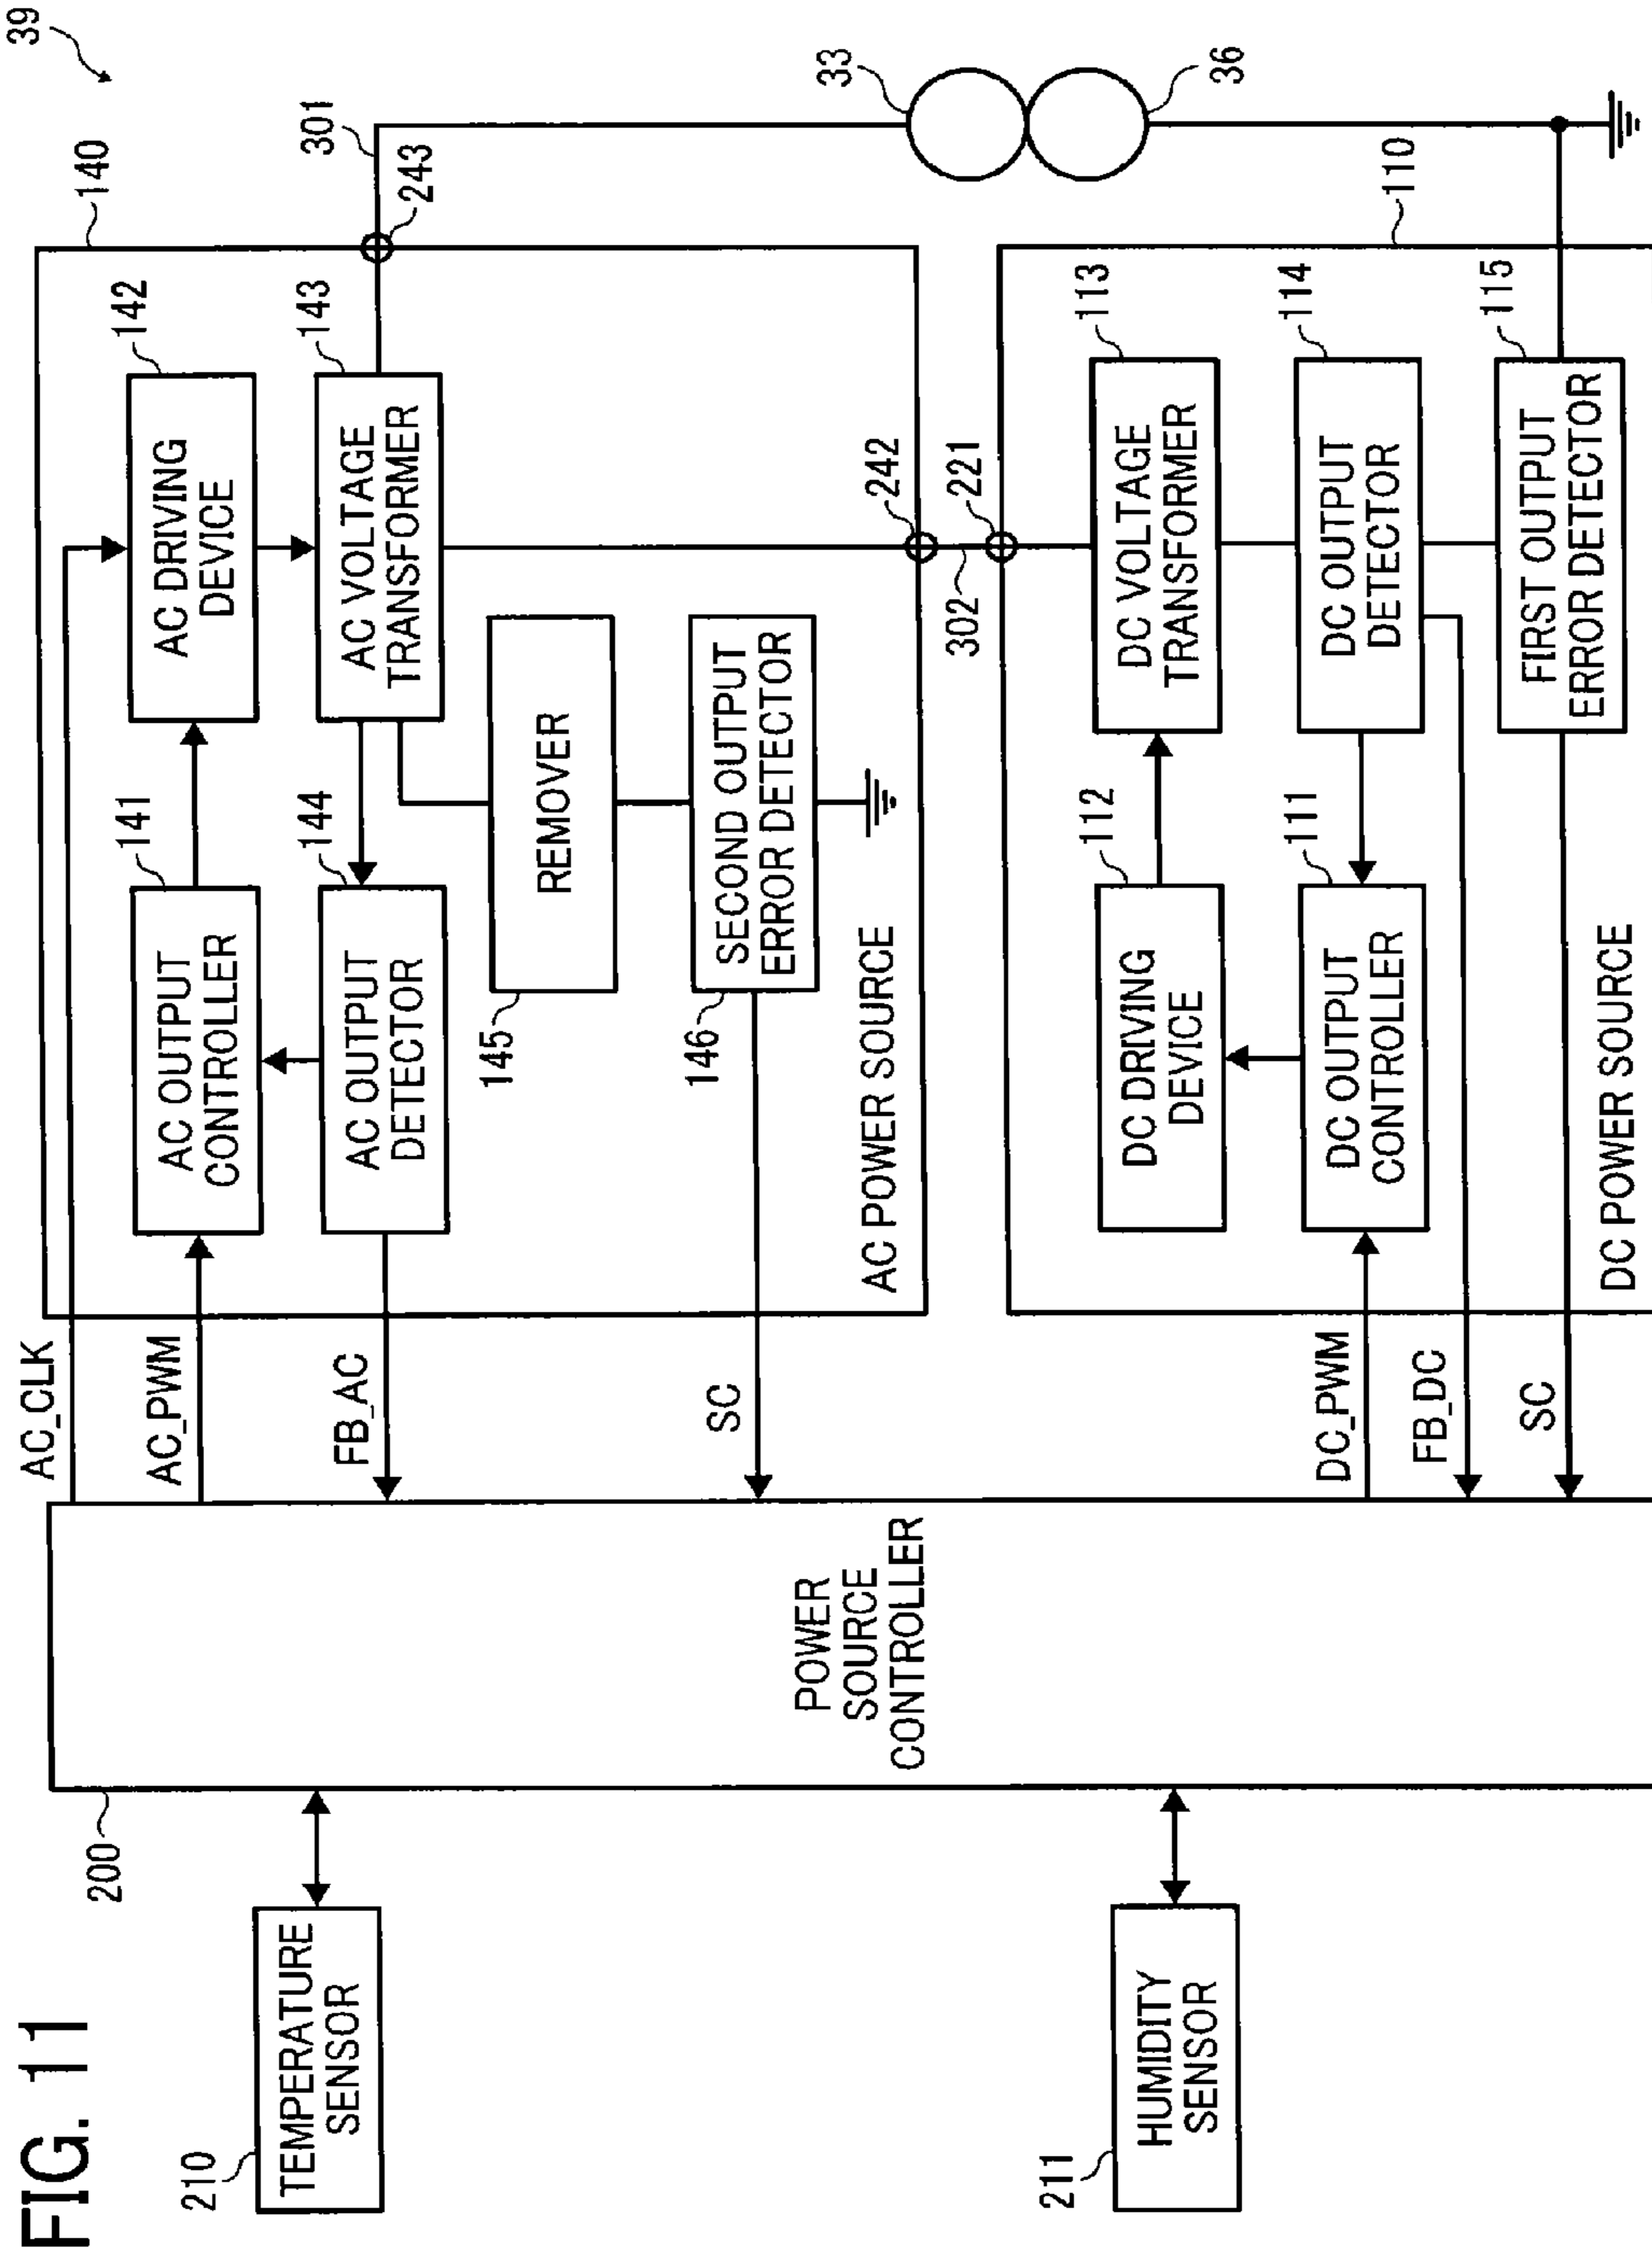 FIG. 11
39
210
TEMPERATURE
SENSOR
211
HUMIDITY
SENSOR
200
POWER
SOURCE
CONTROLLER
AC_CLK
AC_PWM
FB_AC
SC
DC_PWM
FB_DC
SC
140
141
AC OUTPUT
CONTROLLER
142
AC DRIVING
DEVICE
144
AC OUTPUT
DETECTOR
143
AC VOLTAGE
TRANSFORMER
145
REMOVER
146
SECOND OUTPUT
ERROR DETECTOR
AC POWER SOURCE
243
301
242
302
221
33
36
110
112
DC DRIVING
DEVICE
113
DC VOLTAGE
TRANSFORMER
111
DC OUTPUT
CONTROLLER
114
DC OUTPUT
DETECTOR
115
FIRST OUTPUT
ERROR DETECTOR
DC POWER SOURCE